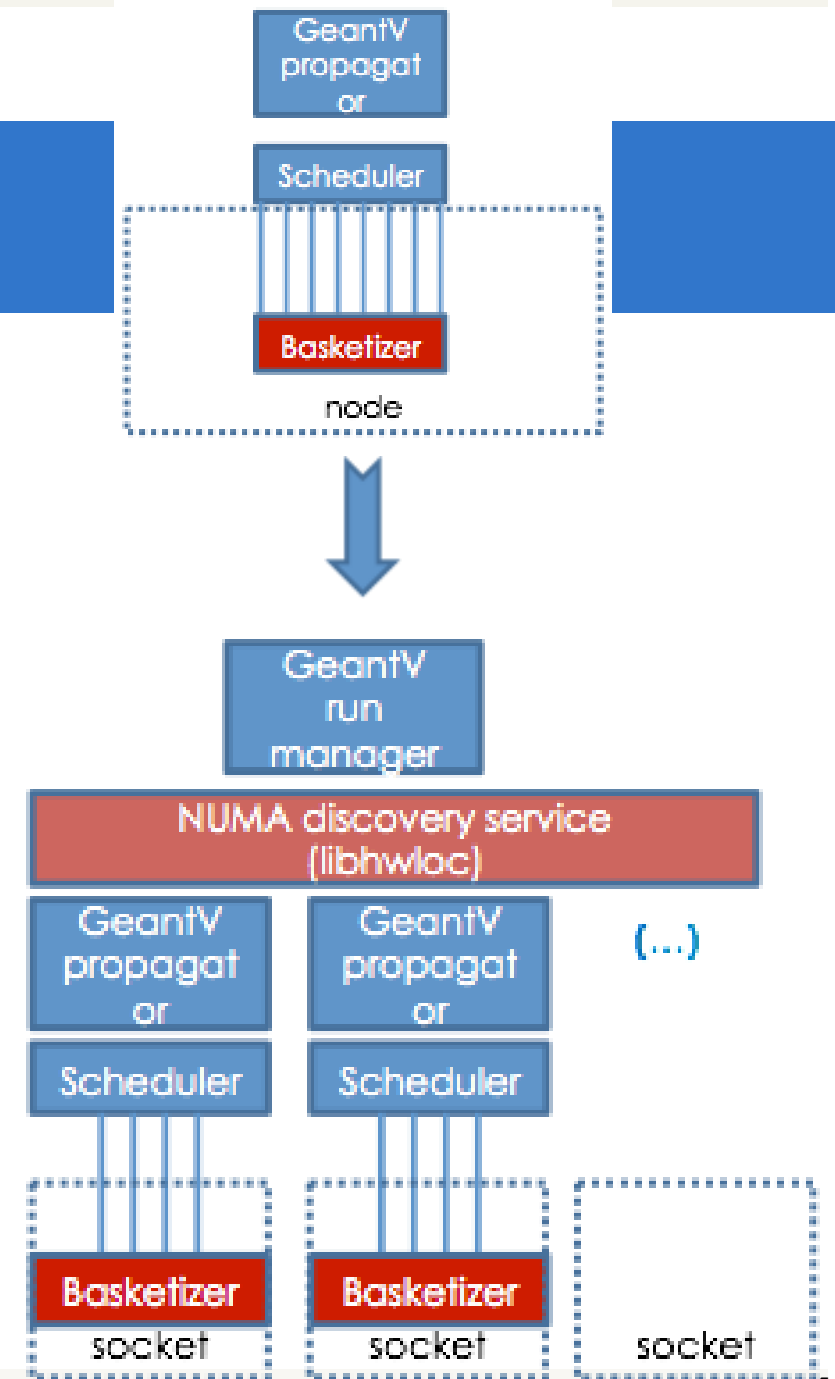 GeantV
propagat
or
Scheduler
Basketizer
node
GeantV
run
manager
NUMA discovery service
(libhwloc)
GeantV
propagat
or
GeantV
propagat
or
(...)
Scheduler
Scheduler
Basketizer
Basketizer
socket
socket
socket